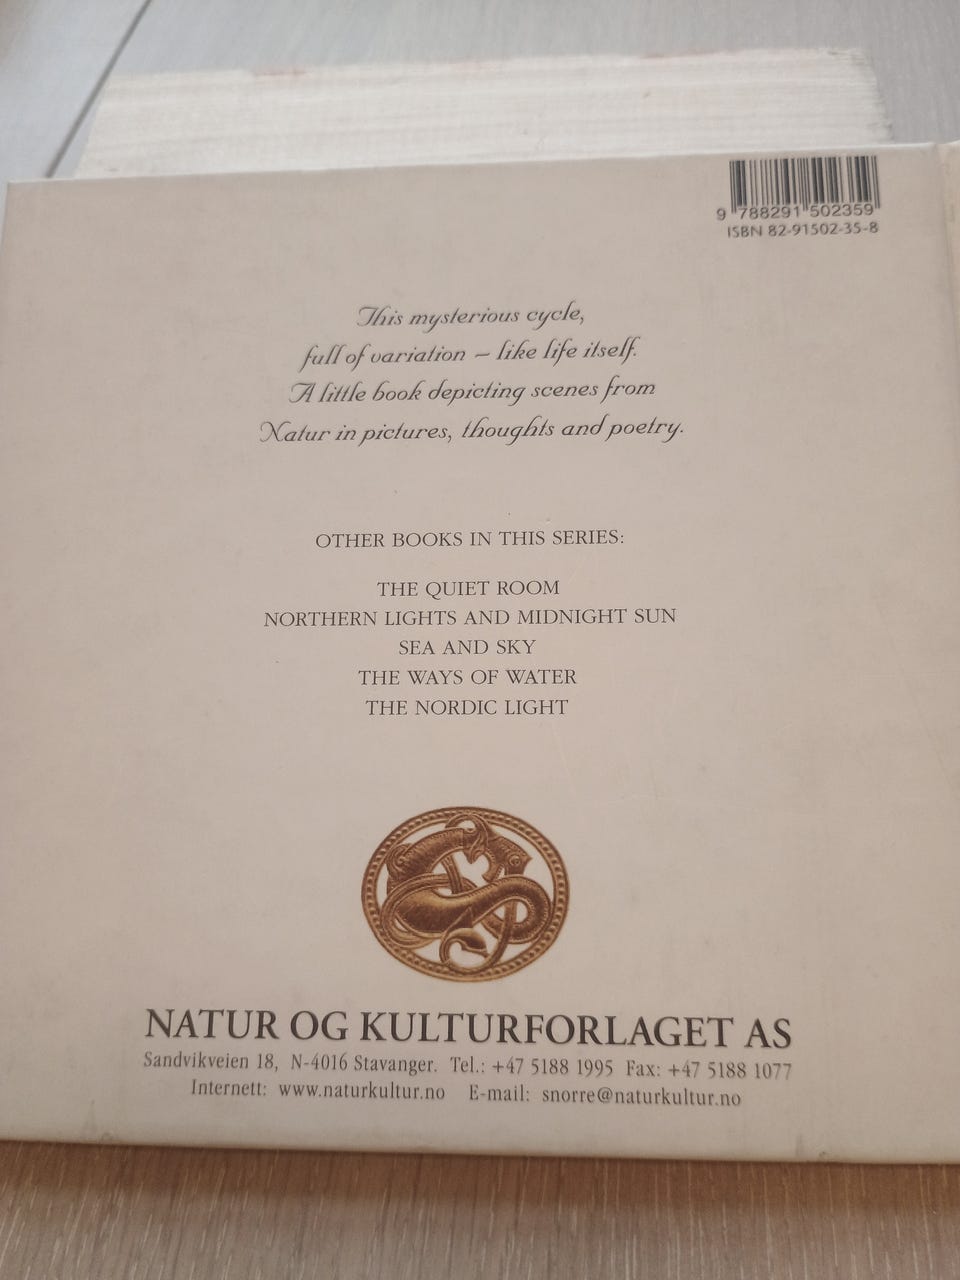 9 788291 502359
ISBN 82-91502-35-8
This mysterious cycle,
full of variation – like life itself.
A little book depicting scenes from
Natur in pictures, thoughts and poetry.
OTHER BOOKS IN THIS SERIES:
THE QUIET ROOM
NORTHERN LIGHTS AND MIDNIGHT SUN
SEA AND SKY
THE WAYS OF WATER
THE NORDIC LIGHT
NATUR OG KULTURFORLAGET AS
Sandvikveien 18, N-4016 Stavanger. Tel.: +47 5188 1995 Fax: +47 5188 1077
Internett: www.naturkultur.no E-mail: snorre@naturkultur.no